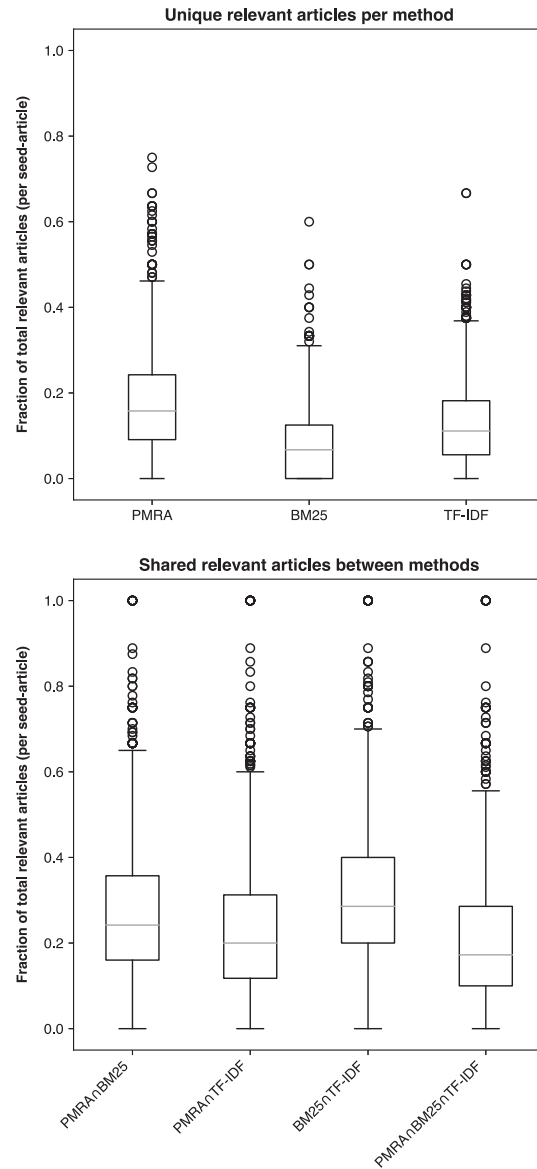 Unique relevant articles per method
Fraction of total relevant articles (per seed-article)
1.0
0.8
0.6
0.4
0.2
0.0
PMRA
BM25
TF-IDF
Shared relevant articles between methods
Fraction of total relevant articles (per seed-article)
1.0
0.8
0.6
0.4
0.2
0.0
PMRA∩BM25
PMRA∩TF-IDF
BM25∩TF-IDF
PMRA∩BM25∩TF-IDF